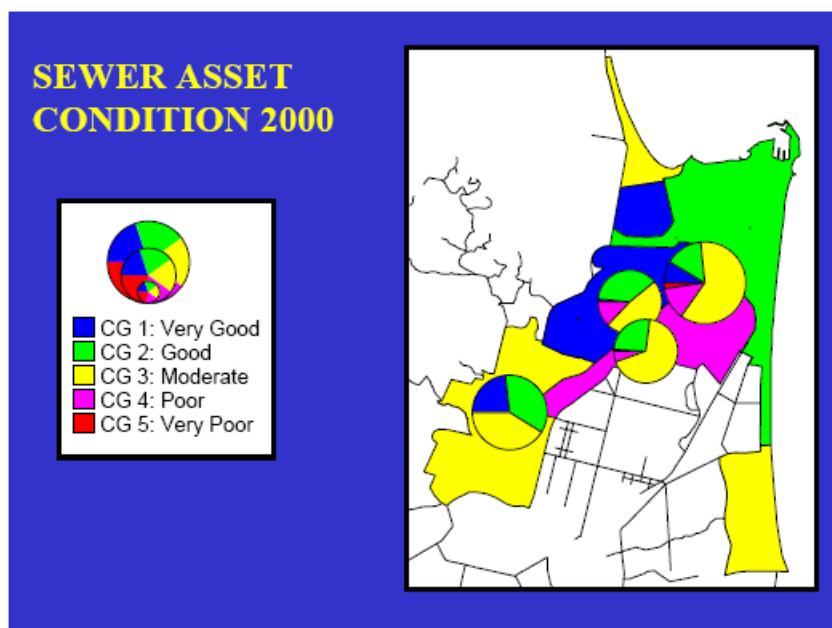 SEWER ASSET
CONDITION 2000
CG 1: Very Good
CG 2: Good
CG 3: Moderate
CG 4: Poor
CG 5: Very Poor